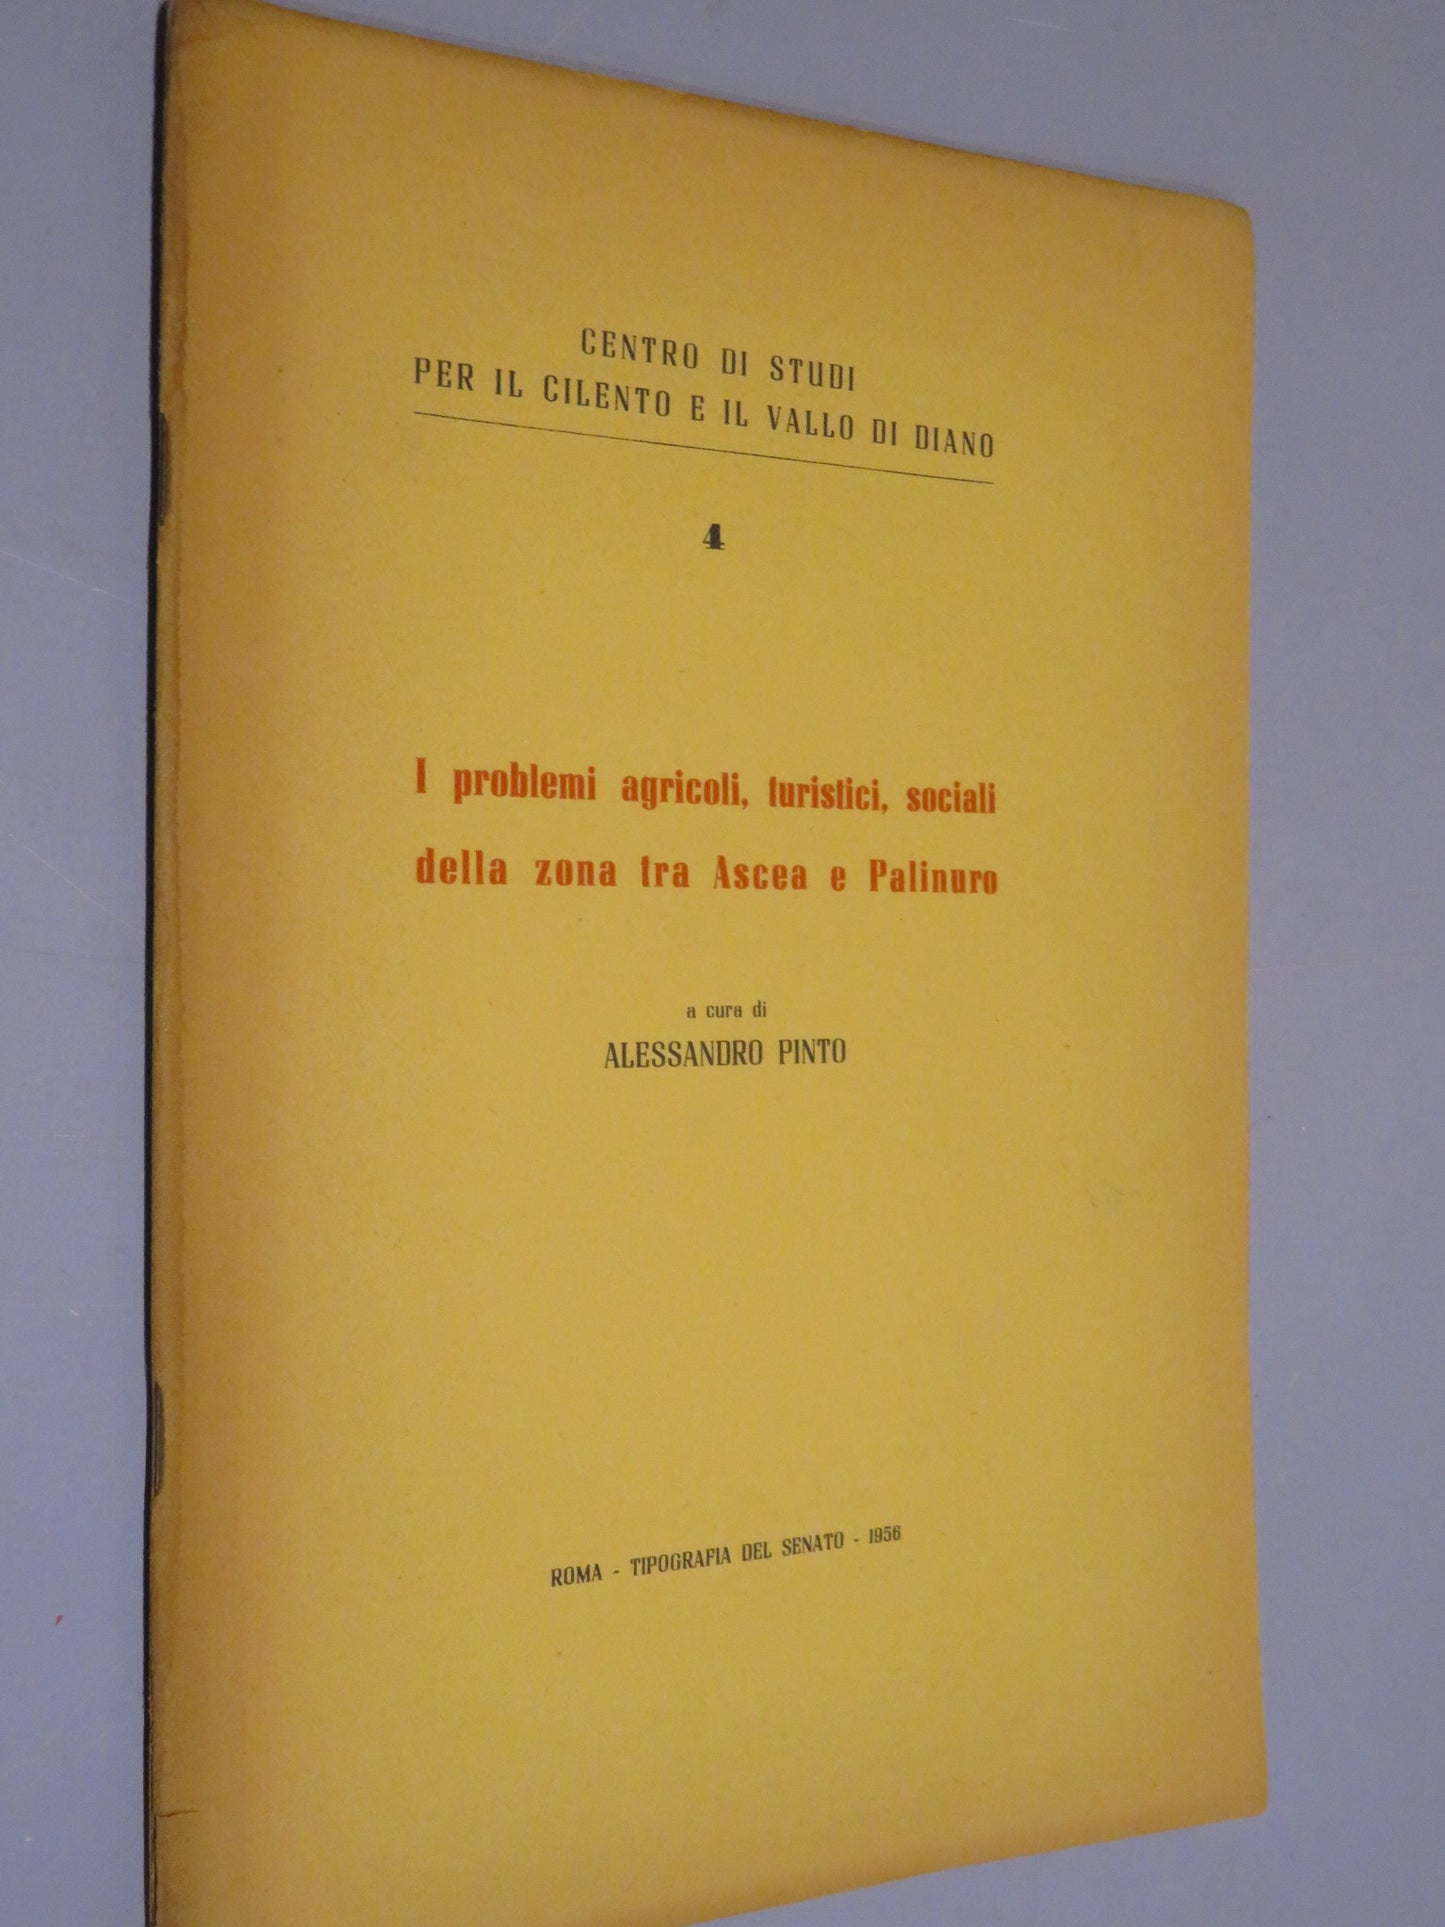 CENTRO DI STUDI
PER IL CILENTO E IL VALLO DI DIANO
4
I problemi agricoli, turistici, sociali
della zona tra Ascea e Palinuro
a cura di
ALESSANDRO PINTO
ROMA - TIPOGRAFIA DEL SENATO - 1956